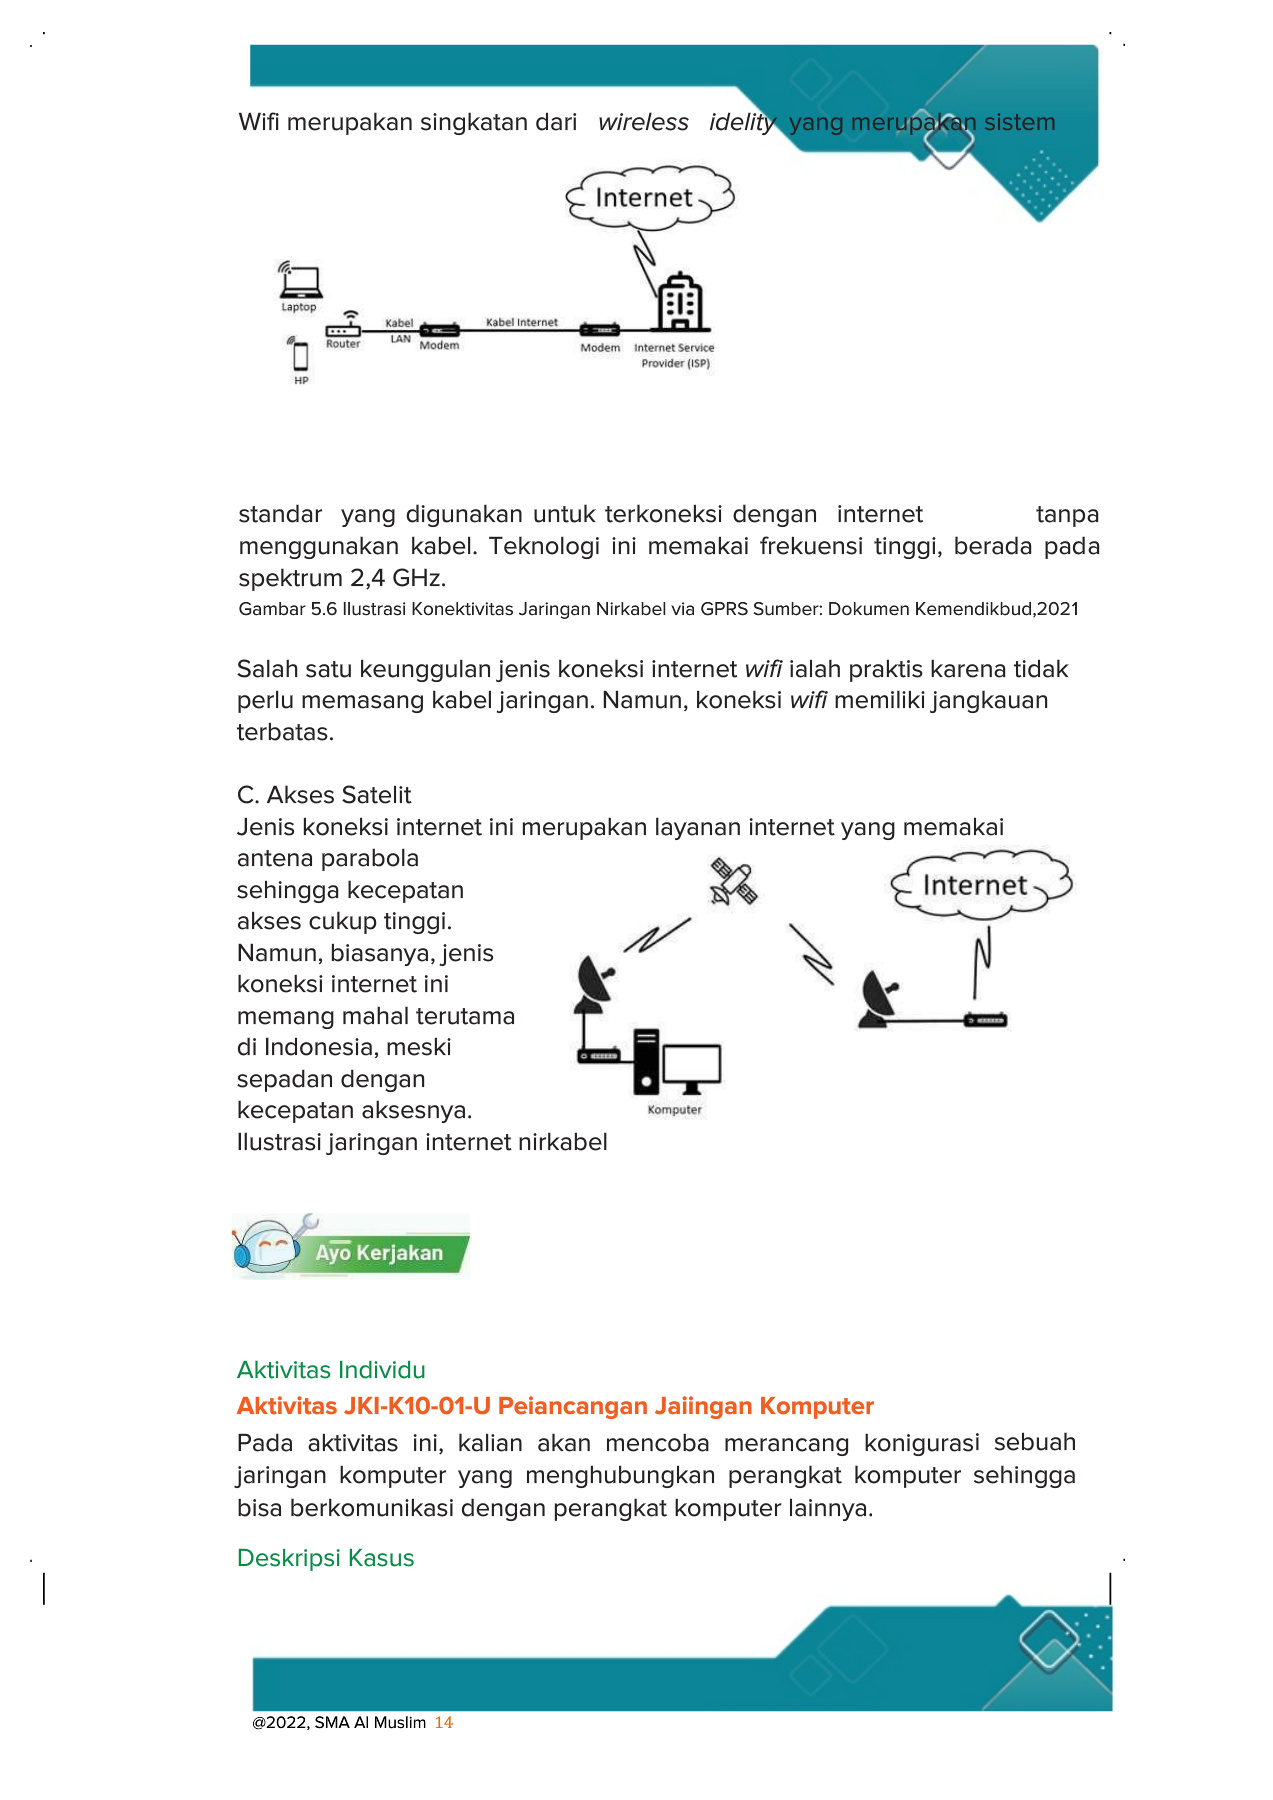 Wifi merupakan singkatan dari wireless idelity yang merupakan sistem
Internet
Laptop
Router
HP
Kabel
LAN
Modem
Kabel Internet
Modem
Internet Service
Provider (ISP)
standar yang digunakan untuk terkoneksi dengan internet tanpa
menggunakan kabel. Teknologi ini memakai frekuensi tinggi, berada pada
spektrum 2,4 GHz.
Gambar 5.6 Ilustrasi Konektivitas Jaringan Nirkabel via GPRS Sumber: Dokumen Kemendikbud,2021
Salah satu keunggulan jenis koneksi internet wifi ialah praktis karena tidak
perlu memasang kabel jaringan. Namun, koneksi wifi memiliki jangkauan
terbatas.
C. Akses Satelit
Jenis koneksi internet ini merupakan layanan internet yang memakai
antena parabola
sehingga kecepatan
akses cukup tinggi.
Namun, biasanya, jenis
koneksi internet ini
memang mahal terutama
di Indonesia, meski
sepadan dengan
kecepatan aksesnya.
Internet
Komputer
Ilustrasi jaringan internet nirkabel
Ayo Kerjakan
Aktivitas Individu
Aktivitas JKI-K10-01-U Peiancangan Jaiingan Komputer
Pada aktivitas ini, kalian akan mencoba merancang konigurasi sebuah
jaringan komputer yang menghubungkan perangkat komputer sehingga
bisa berkomunikasi dengan perangkat komputer lainnya.
Deskripsi Kasus
@2022, SMA Al Muslim 14